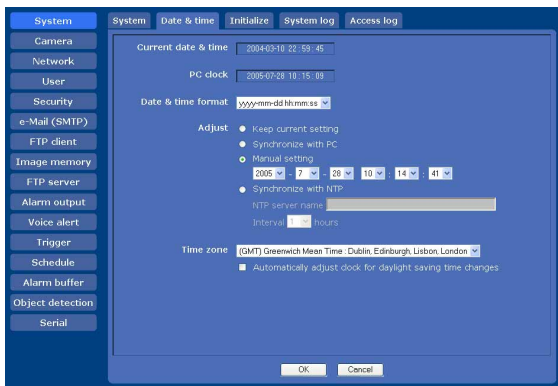 System
Camera
Network
User
Security
e-Mail (SMTP)
FTP client
Image memory
FTP server
Alarm output
Voice alert
Trigger
Schedule
Alarm buffer
Object detection
Serial
System Date & time Initialize System log Access log
Current date & time 2004-03-10 22:59:45
PC clock 2005-07-28 10:15:09
Date & time format yyyy-mm-dd hh:mm:ss
Adjust Keep current setting
Synchronize with PC
Manual setting
2005 - 7 - 28 10 : 14 : 41
Synchronize with NTP
NTP server name
Interval 1 hours
Time zone (GMT) Greenwich Mean Time : Dublin, Edinburgh, Lisbon, London
Automatically adjust clock for daylight saving time changes
OK Cancel